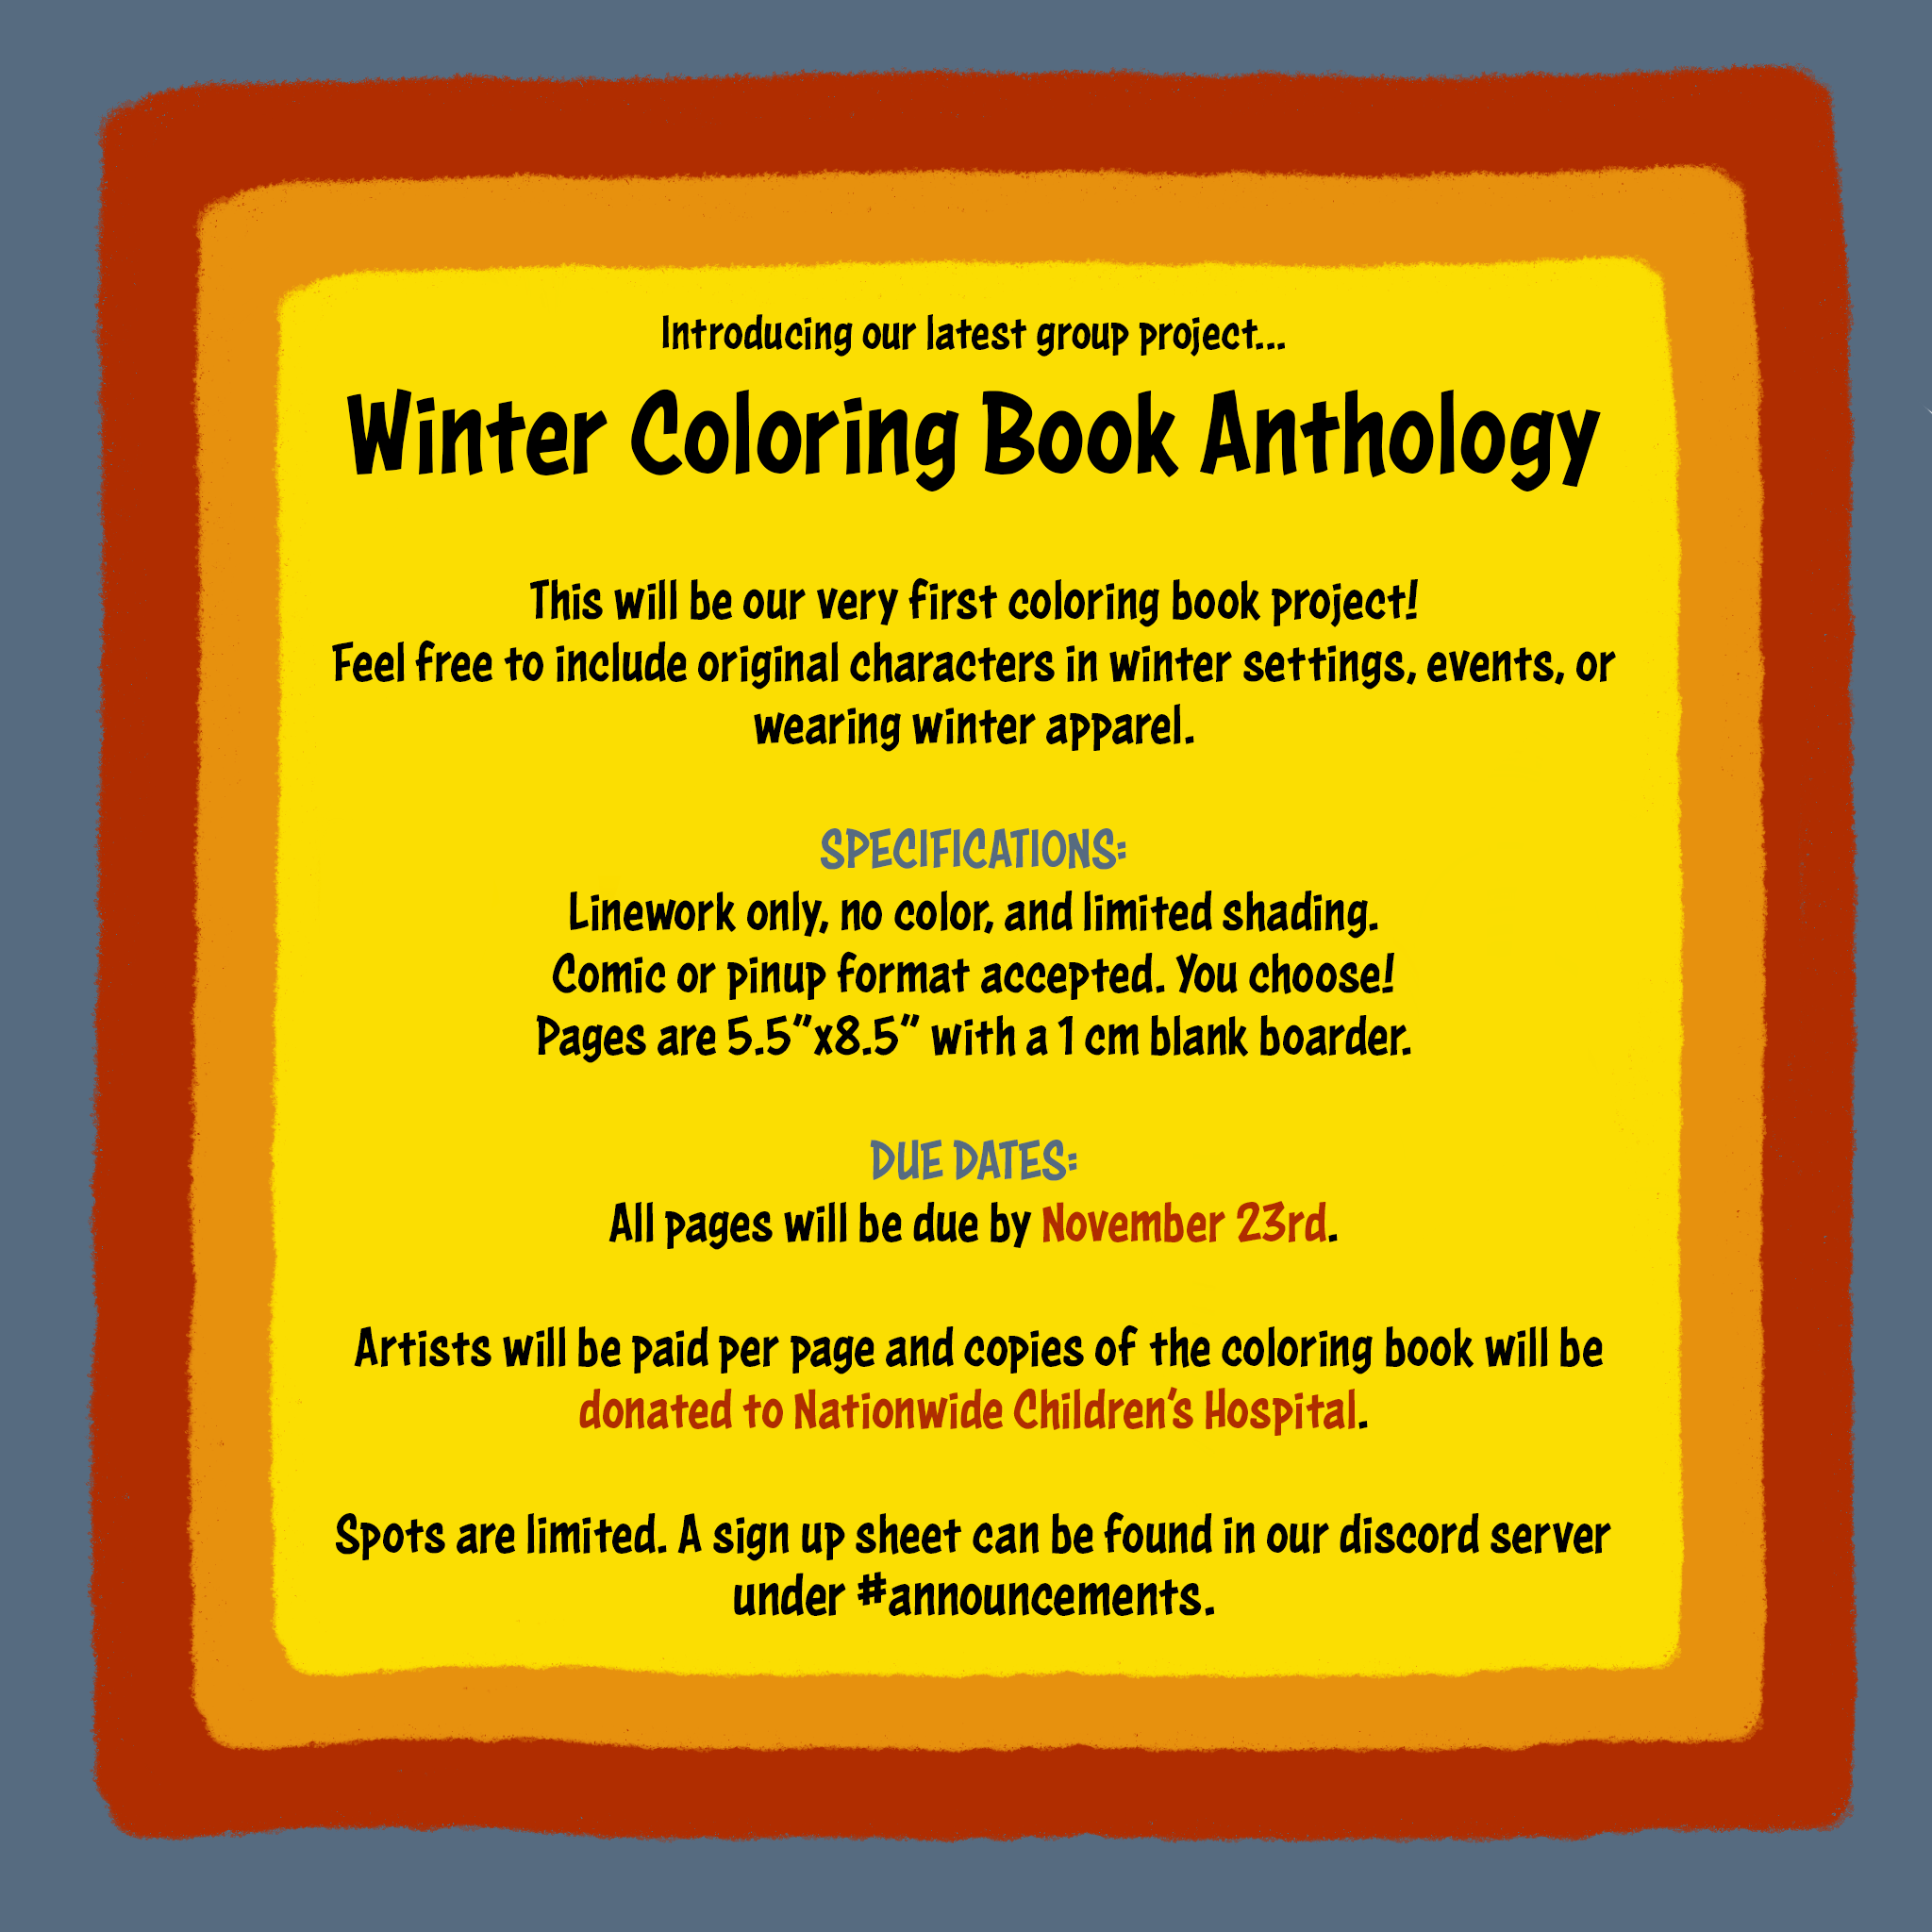 Introducing our latest group project...
Winter Coloring Book Anthology
This will be our very first coloring book project!
Feel free to include original characters in winter settings, events, or
wearing winter apparel.
SPECIFICATIONS:
Linework only, no color, and limited shading.
Comic or pinup format accepted. You choose!
Pages are 5.5”x8.5” with a 1 cm blank boarder.
DUE DATES:
All pages will be due by November 23rd.
Artists will be paid per page and copies of the coloring book will be
donated to Nationwide Children’s Hospital.
Spots are limited. A sign up sheet can be found in our discord server
under #announcements.